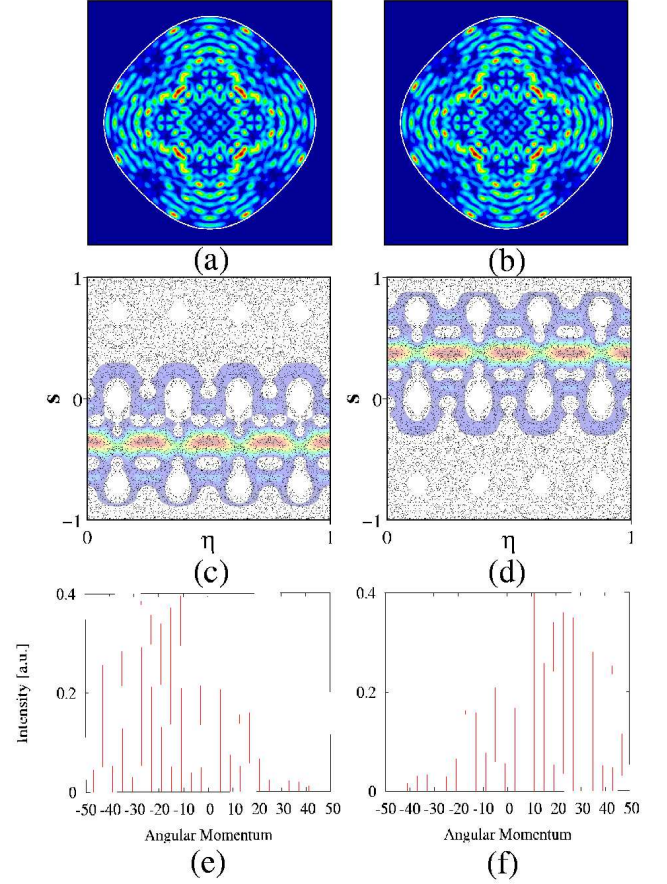 (a) (b)
1 1
s 0 s 0
-1 -1
0 η 1 0 η 1
(c) (d)
0.4 0.4
Intensity [a.u.]
0.2 0.2
0 0
-50 -40 -30 -20 -10 0 10 20 30 40 50 -50 -40 -30 -20 -10 0 10 20 30 40 50
Angular Momentum Angular Momentum
(e) (f)